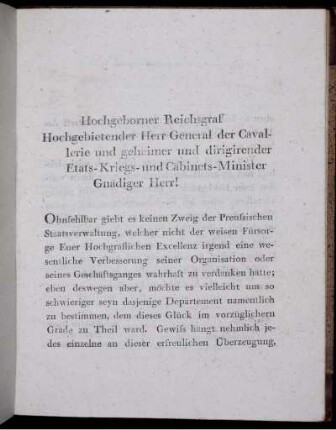 Hochgeborner Reichsgraf
Hochgebietender Herr General der Caval-
lerie und geheimer und dirigirender
Etats-Kriegs- und Cabinets-Minister
Gnädiger Herr!
Ohnfehlbar giebt es keinen Zweig der Preufsischen
Staatsverwaltung, welcher nicht der weisen Fürsor-
ge Euer Hochgräflichen Excellenz irgend eine we-
sentliche Verbesserung seiner Organisation oder
seines Geschäftsganges wahrhaft zu verdanken hätte;
eben deswegen aber, möchte es vielleicht um so
schwieriger seyn dasjenige Departement namentlich
zu bestimmen, dem dieses Glück im vorzüglichern
Grade zu Theil ward. Gewifs hängt nehmlich je-
des einzelne an dieser erfreulichen Überzeugung,